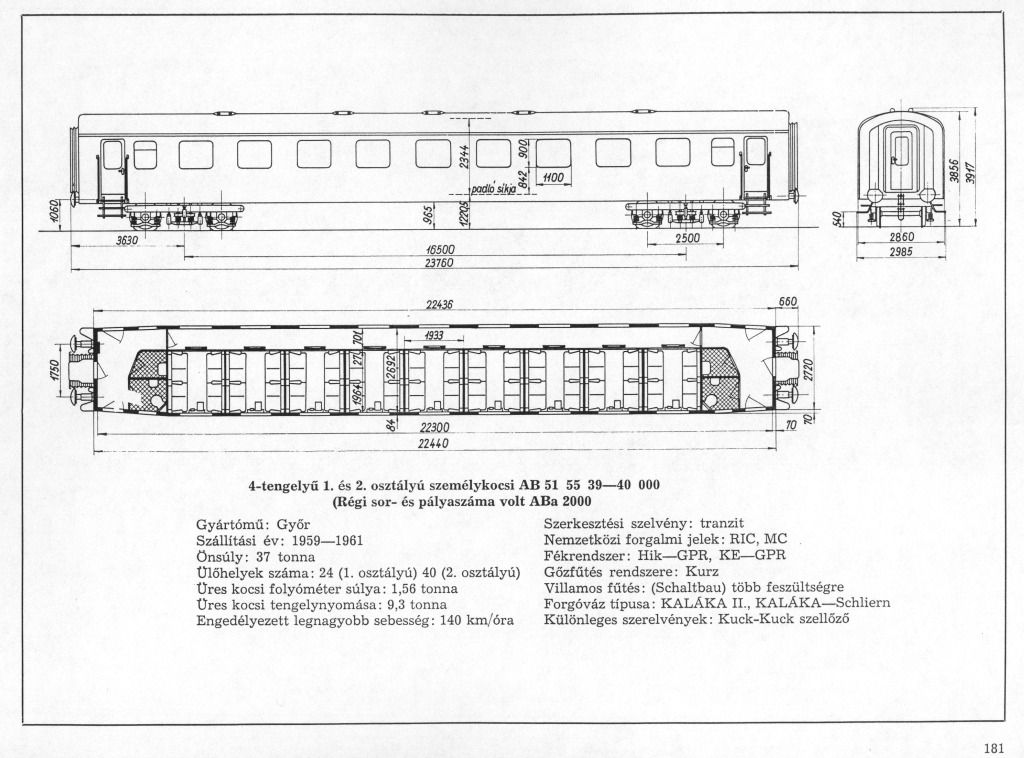 2344
900
842
1100
padló síkja
1060
965
1220
3630
2500
16500
23760
3856
3917
540
2860
2985
22436
660
701
1933
27
2692
1964
84
1750
2720
22300
70
70
22440
4-tengelyű 1. és 2. osztályú személykocsi AB 51 55 39—40 000
(Régi sor- és pályaszáma volt ABa 2000
Gyártómű: Győr
Szállítási év: 1959—1961
Önsúly: 37 tonna
Ülőhelyek száma: 24 (1. osztályú) 40 (2. osztályú)
Üres kocsi folyóméter súlya: 1,56 tonna
Üres kocsi tengelynyomása: 9,3 tonna
Engedélyezett legnagyobb sebesség: 140 km/óra
Szerkesztési szelvény: tranzit
Nemzetközi forgalmi jelek: RIC, MC
Fékrendszer: Hik—GPR, KE—GPR
Gőzfűtés rendszere: Kurz
Villamos fűtés: (Schaltbau) több feszültségre
Forgóváz típusa: KALÁKA II., KALÁKA—Schliern
Különleges szerelvények: Kuck-Kuck szellőző
181